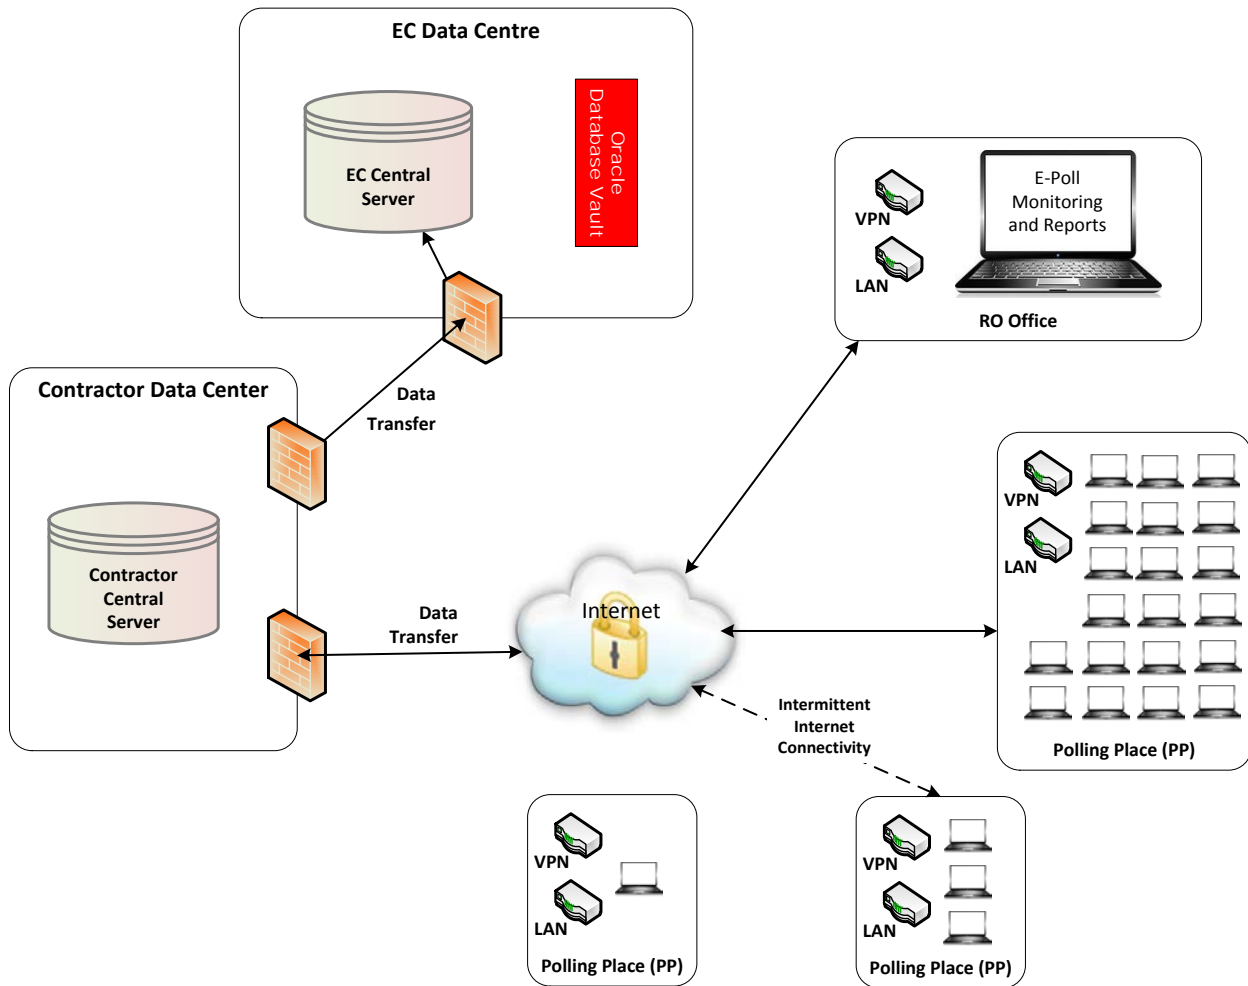 EC Data Centre
EC Central
Server
Oracle
Database Vault
E-Poll
Monitoring
and Reports
VPN
LAN
RO Office
Contractor Data Center
Data
Transfer
Contractor
Central
Server
Data
Transfer
Internet
VPN
LAN
Polling Place (PP)
Intermittent
Internet
Connectivity
VPN
LAN
Polling Place (PP)
VPN
LAN
Polling Place (PP)